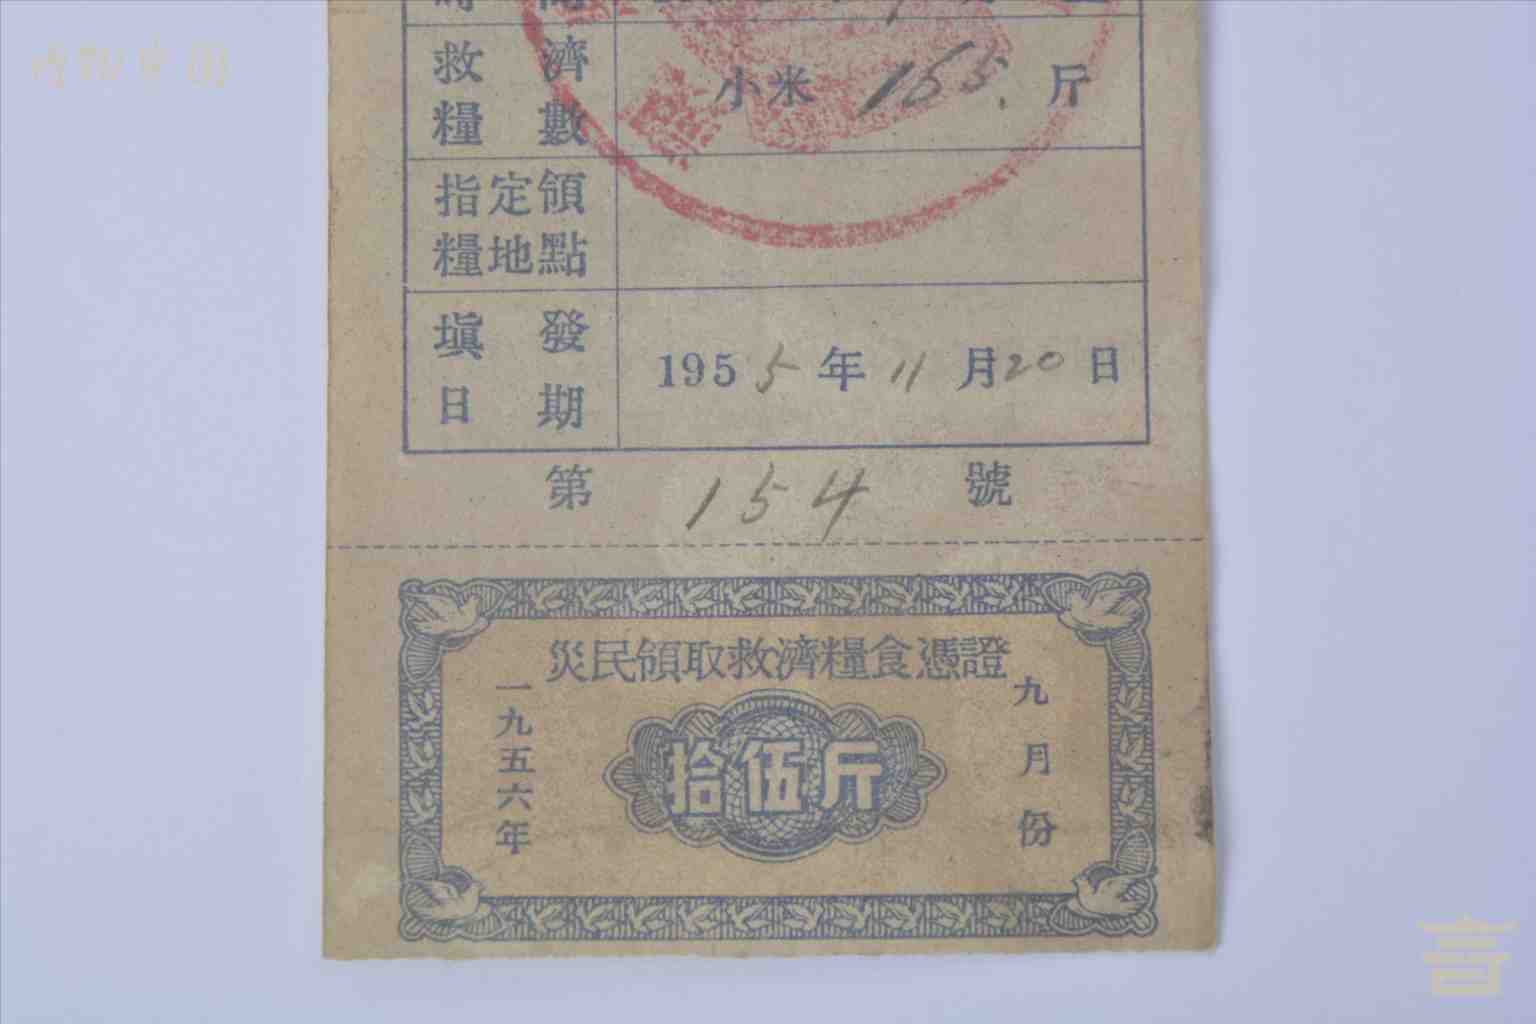 救濟糧數 小米 155. 斤
指定領糧地點
填發日期 1955年11月20日
第 154 號
災民領取救濟糧食憑證
一九五六年
九月份
拾伍斤